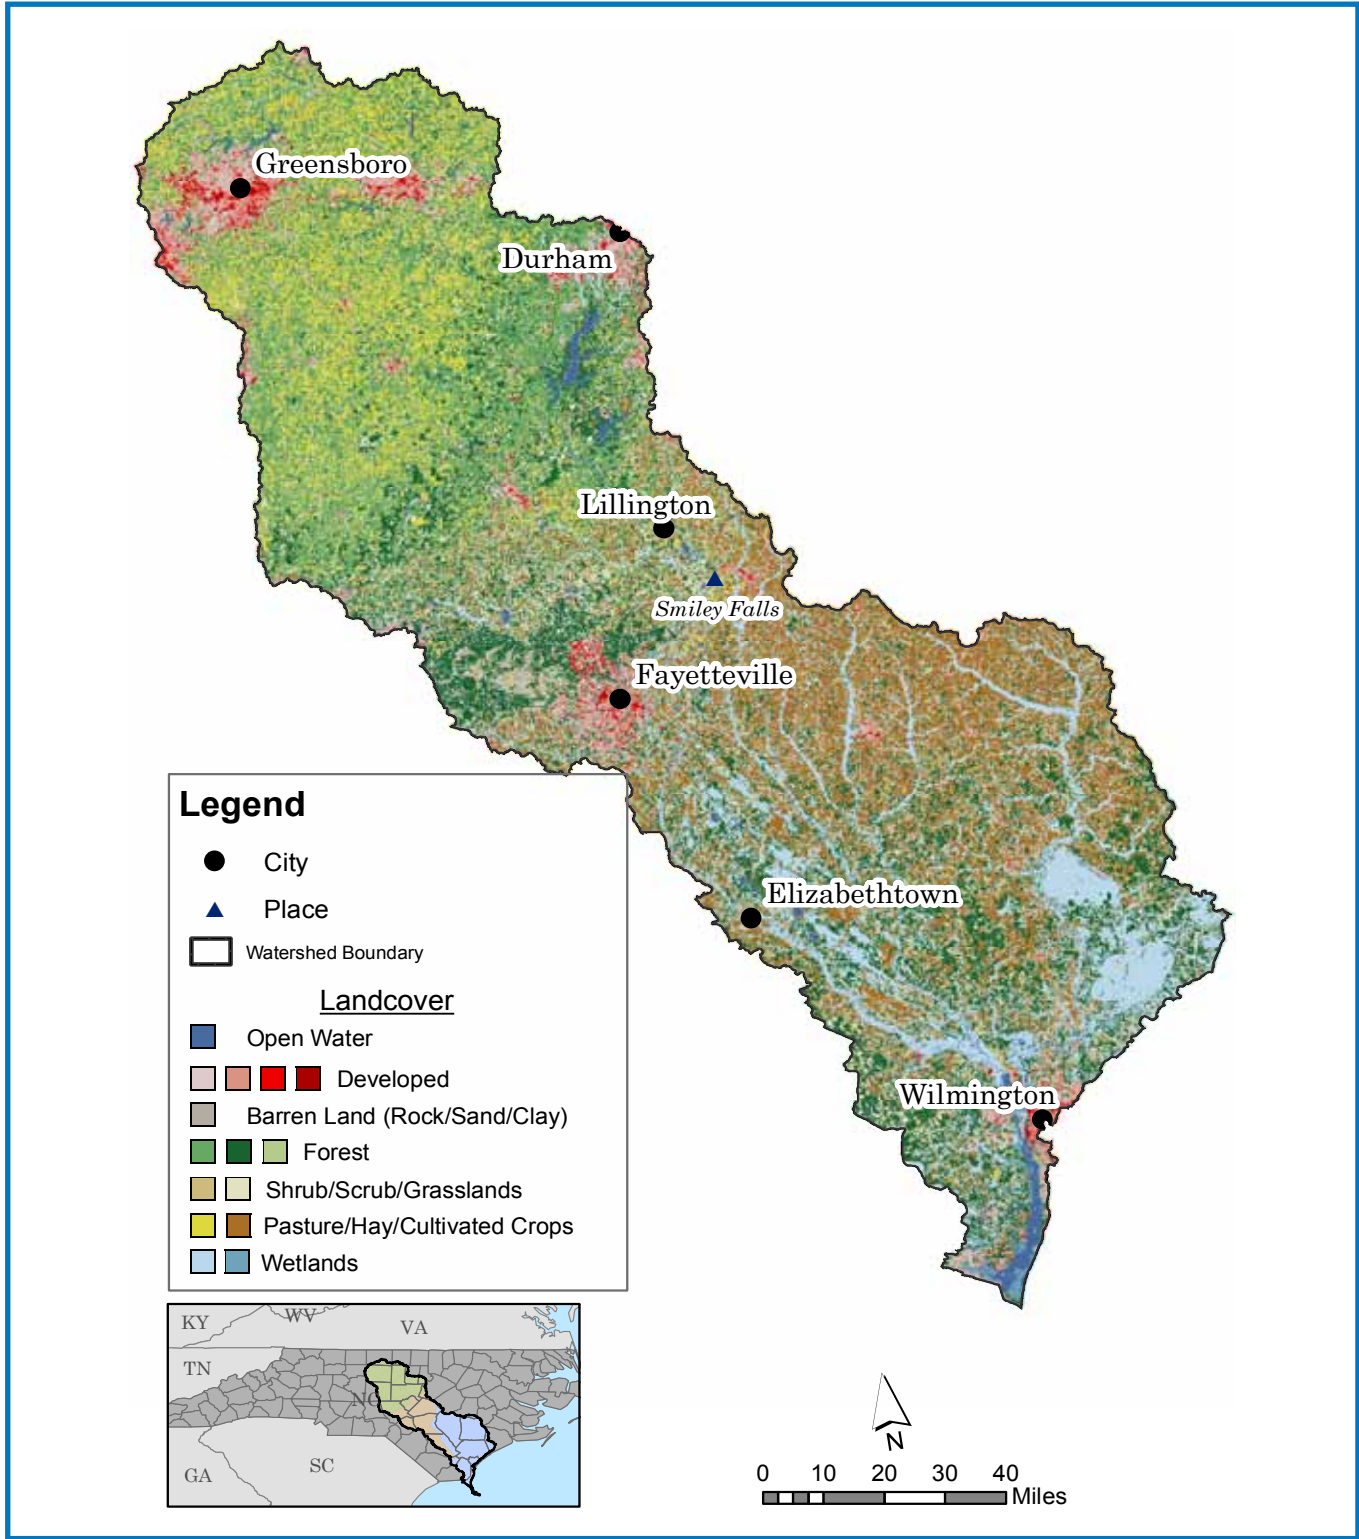 Greensboro
Durham
Lillington
Smiley Falls
Fayetteville
Elizabethtown
Wilmington
Legend
City
Place
Watershed Boundary
Landcover
Open Water
Developed
Barren Land (Rock/Sand/Clay)
Forest
Shrub/Scrub/Grasslands
Pasture/Hay/Cultivated Crops
Wetlands
KY
WV
VA
TN
NC
GA
SC
N
0 10 20 30 40
Miles